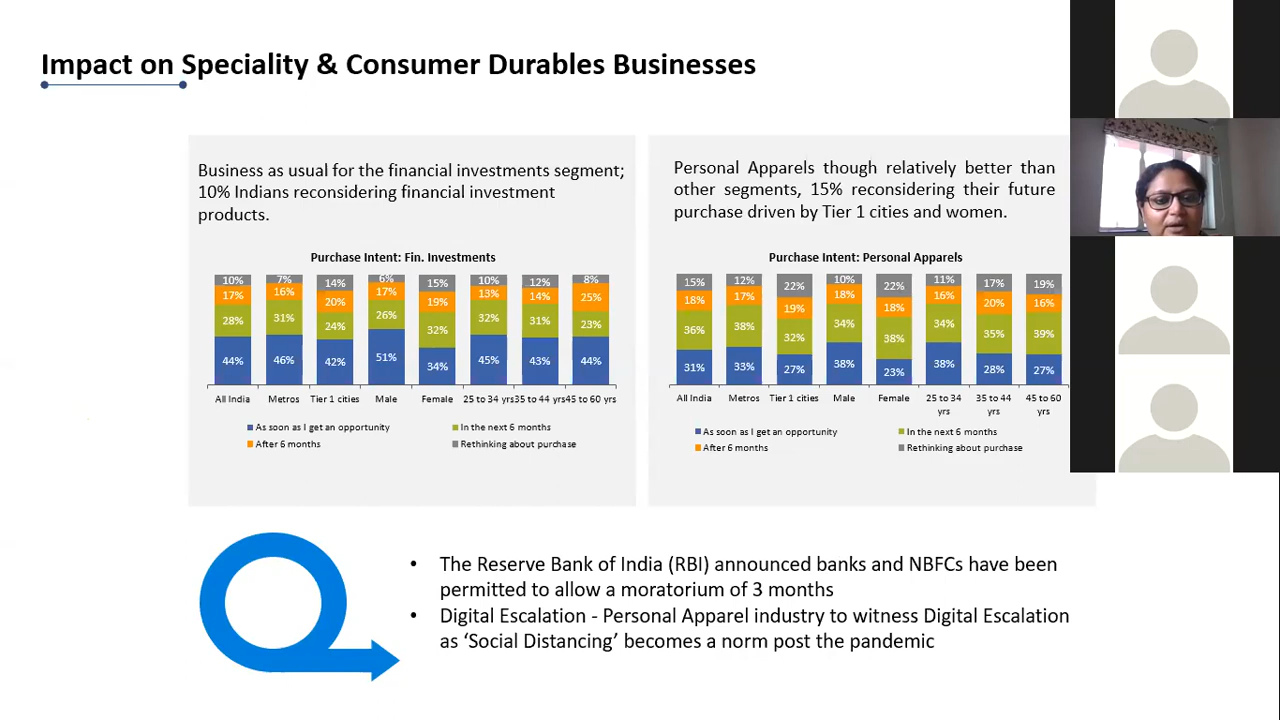 Impact on Speciality & Consumer Durables Businesses
Business as usual for the financial investments segment;
10% Indians reconsidering financial investment
products.
Purchase Intent: Fin. Investments
10% 7% 14% 6% 15% 10% 12% 8%
17% 16% 20% 17% 19% 13% 14% 25%
28% 31% 24% 26% 32% 32% 31% 23%
44% 46% 42% 51% 34% 45% 43% 44%
All India Metros Tier 1 cities Male Female 25 to 34 yrs 35 to 44 yrs 45 to 60 yrs
As soon as I get an opportunity In the next 6 months
After 6 months Rethinking about purchase
Personal Apparels though relatively better than
other segments, 15% reconsidering their future
purchase driven by Tier 1 cities and women.
Purchase Intent: Personal Apparels
15% 12% 22% 10% 22% 11% 17% 19%
18% 17% 19% 18% 18% 16% 20% 16%
36% 38% 32% 34% 38% 34% 35% 39%
31% 33% 27% 38% 23% 38% 28% 27%
All India Metros Tier 1 cities Male Female 25 to 34 35 to 44 45 to 60
yrs yrs yrs
As soon as I get an opportunity In the next 6 months
After 6 months Rethinking about purchase
• The Reserve Bank of India (RBI) announced banks and NBFCs have been
permitted to allow a moratorium of 3 months
• Digital Escalation - Personal Apparel industry to witness Digital Escalation
as ‘Social Distancing’ becomes a norm post the pandemic